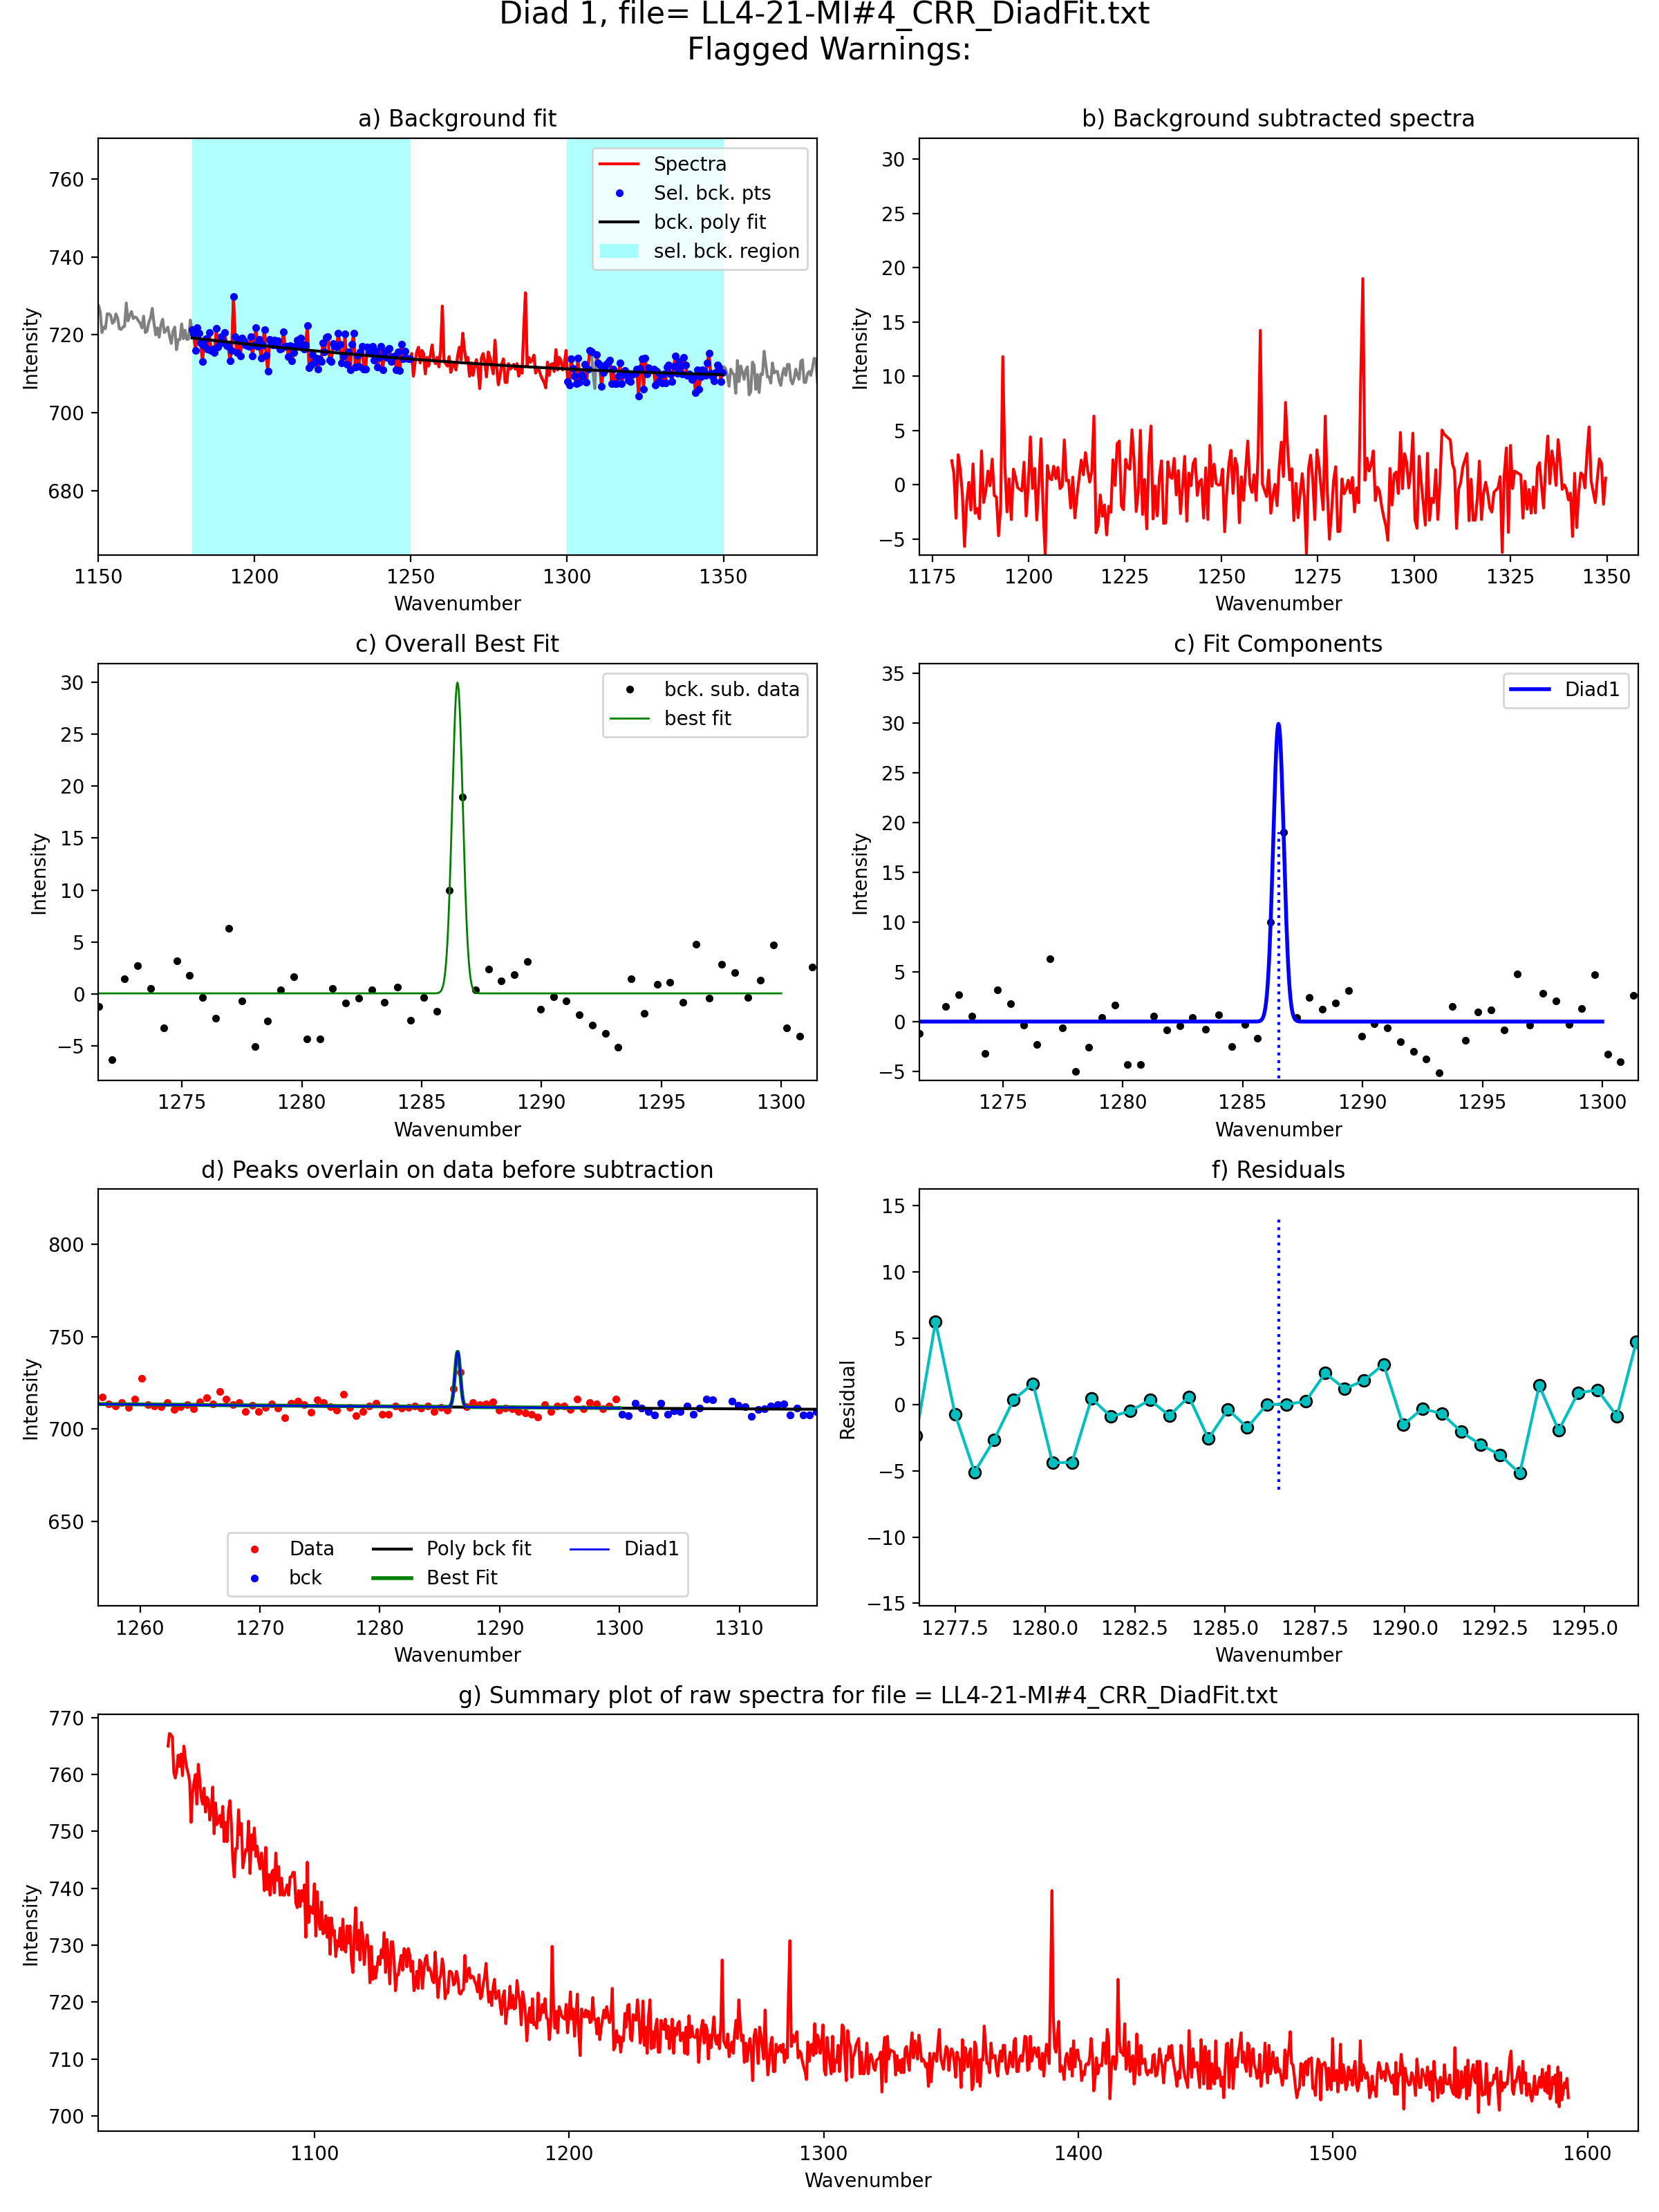 Diad 1, file= LL4-21-MI#4_CRR_DiadFit.txt
Flagged Warnings:
a) Background fit
Intensity
760
740
720
700
680
1150 1200 1250 1300 1350
Wavenumber
Spectra
Sel. bck. pts
bck. poly fit
sel. bck. region
b) Background subtracted spectra
Intensity
30
25
20
15
10
5
0
−5
1175 1200 1225 1250 1275 1300 1325 1350
Wavenumber
c) Overall Best Fit
Intensity
30
25
20
15
10
5
0
−5
1275 1280 1285 1290 1295 1300
Wavenumber
bck. sub. data
best fit
c) Fit Components
Intensity
35
30
25
20
15
10
5
0
−5
1275 1280 1285 1290 1295 1300
Wavenumber
Diad1
d) Peaks overlain on data before subtraction
Intensity
800
750
700
650
1260 1270 1280 1290 1300 1310
Wavenumber
Data
bck
Poly bck fit
Best Fit
Diad1
f) Residuals
Residual
15
10
5
0
−5
−10
−15
1277.5 1280.0 1282.5 1285.0 1287.5 1290.0 1292.5 1295.0
Wavenumber
g) Summary plot of raw spectra for file = LL4-21-MI#4_CRR_DiadFit.txt
Intensity
770
760
750
740
730
720
710
700
1100 1200 1300 1400 1500 1600
Wavenumber